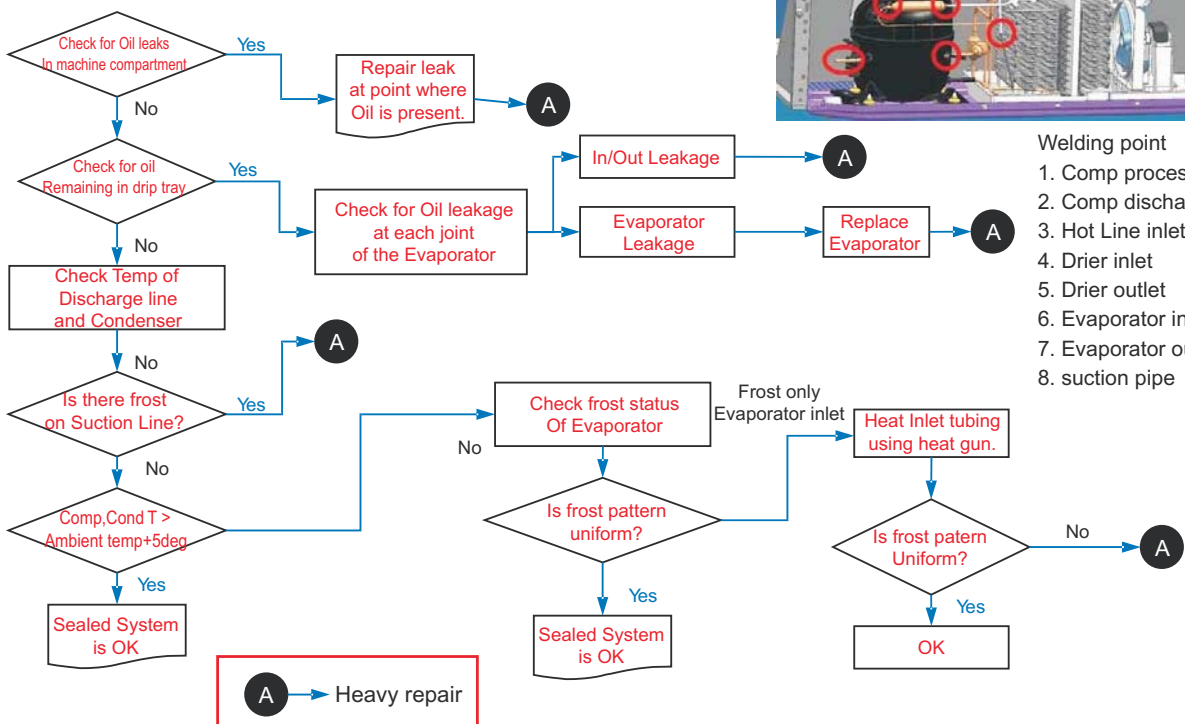 Check for Oil leaks
In machine compartment
Yes
Repair leak
at point where
Oil is present.
A
No
Check for oil
Remaining in drip tray
Yes
Check for Oil leakage
at each joint
of the Evaporator
In/Out Leakage
A
Evaporator
Leakage
Replace
Evaporator
A
No
Check Temp of
Discharge line
and Condenser
No
A
Is there frost
on Suction Line?
Yes
No
Comp,Cond T >
Ambient temp+5deg
No
Yes
Sealed System
is OK
Check frost status
Of Evaporator
Frost only
Evaporator inlet
Is frost pattern
uniform?
Yes
Sealed System
is OK
Heat Inlet tubing
using heat gun.
Is frost patern
Uniform?
No
A
Yes
OK
A
Heavy repair
Welding point
1. Comp
2. Comp
3. Hot Line inlet
4. Drier inlet
5. Drier outlet
6. Evaporator
7. Evaporator
8. suction pipe